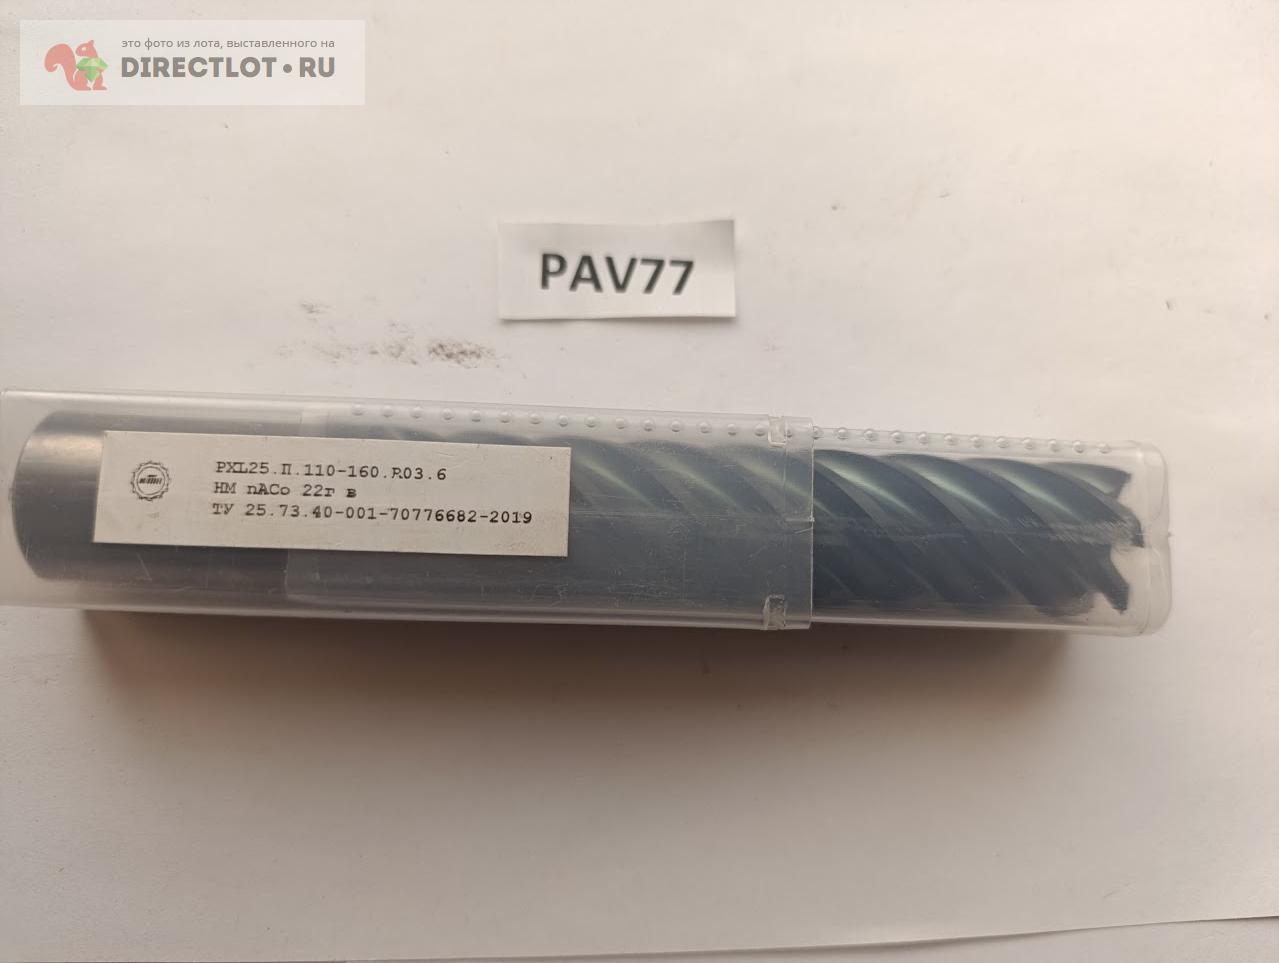 это фото из лота, выставленного на
DIRECTLOT.RU
PAV77
PXL25.П.110-160.R03.6
HM nACo 22г в
ТУ 25.73.40-001-70776682-2019